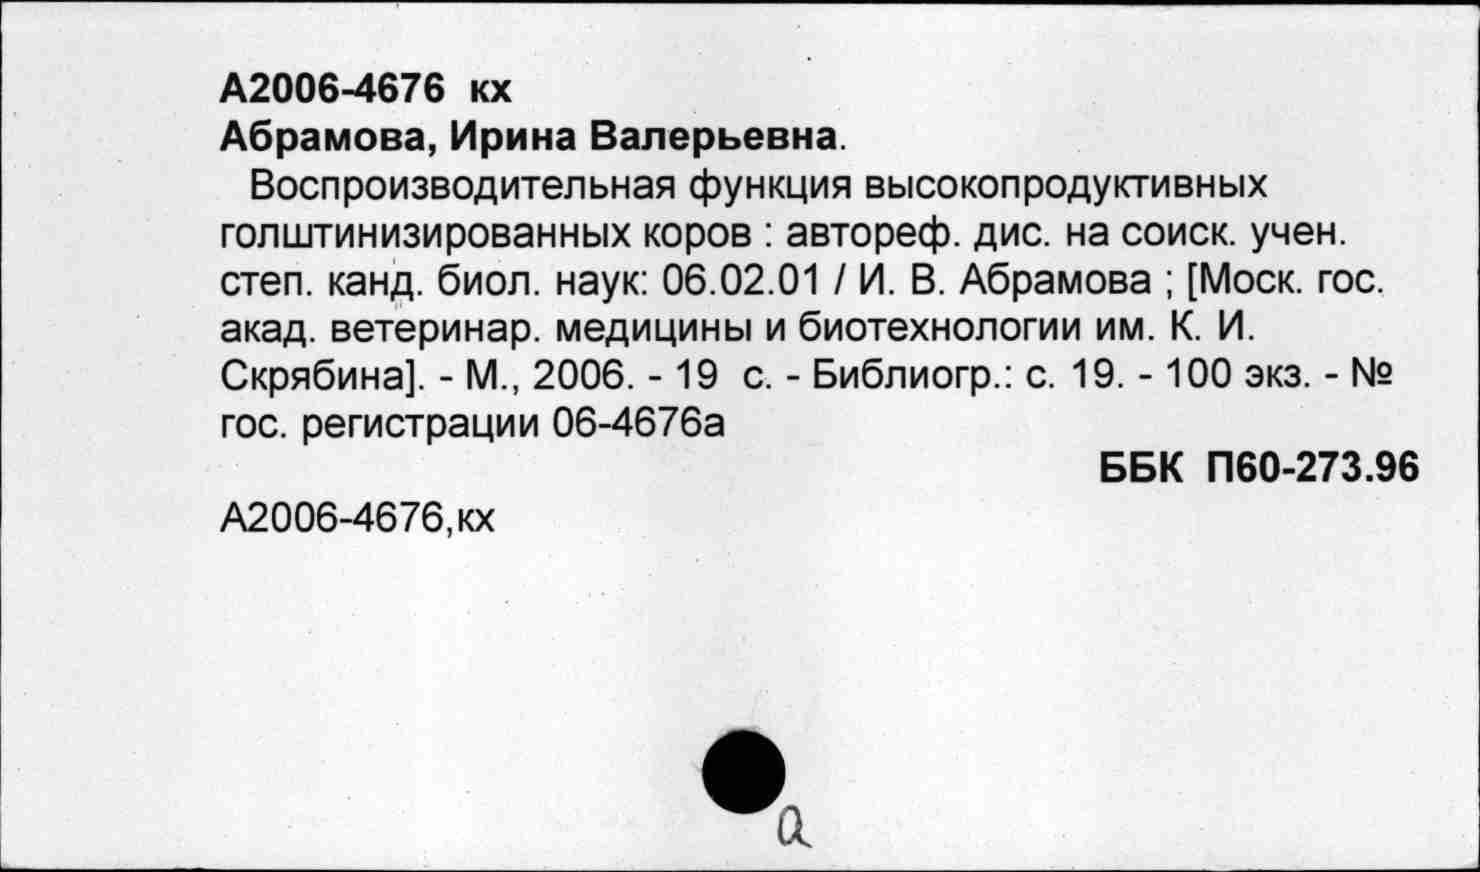 А2006-4676 кх
Абрамова, Ирина Валерьевна.
Воспроизводительная функция высокопродуктивных
голштинизированных коров : автореф. дис. на соиск. учен.
степ. канд. биол. наук: 06.02.01 / И. В. Абрамова ; [Моск. гос.
акад. ветеринар. медицины и биотехнологии им. К. И.
Скрябина]. - М., 2006. - 19 с. - Библиогр.: с. 19. - 100 экз. - №
гос. регистрации 06-4676а
ББК П60-273.96
А2006-4676,кх
а